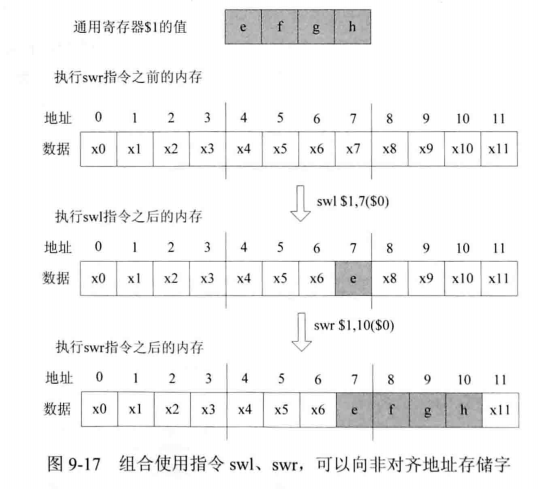 通用寄存器$1的值 e f g h
执行swr指令之前的内存
地址 0 1 2 3 4 5 6 7 8 9 10 11
数据 x0 x1 x2 x3 x4 x5 x6 x7 x8 x9 x10 x11
swl $1,7($0)
执行swl指令之后的内存
地址 0 1 2 3 4 5 6 7 8 9 10 11
数据 x0 x1 x2 x3 x4 x5 x6 e x8 x9 x10 x11
swr $1,10($0)
执行swr指令之后的内存
地址 0 1 2 3 4 5 6 7 8 9 10 11
数据 x0 x1 x2 x3 x4 x5 x6 e f g h x11
图 9-17 组合使用指令 swl、swr，可以向非对齐地址存储字